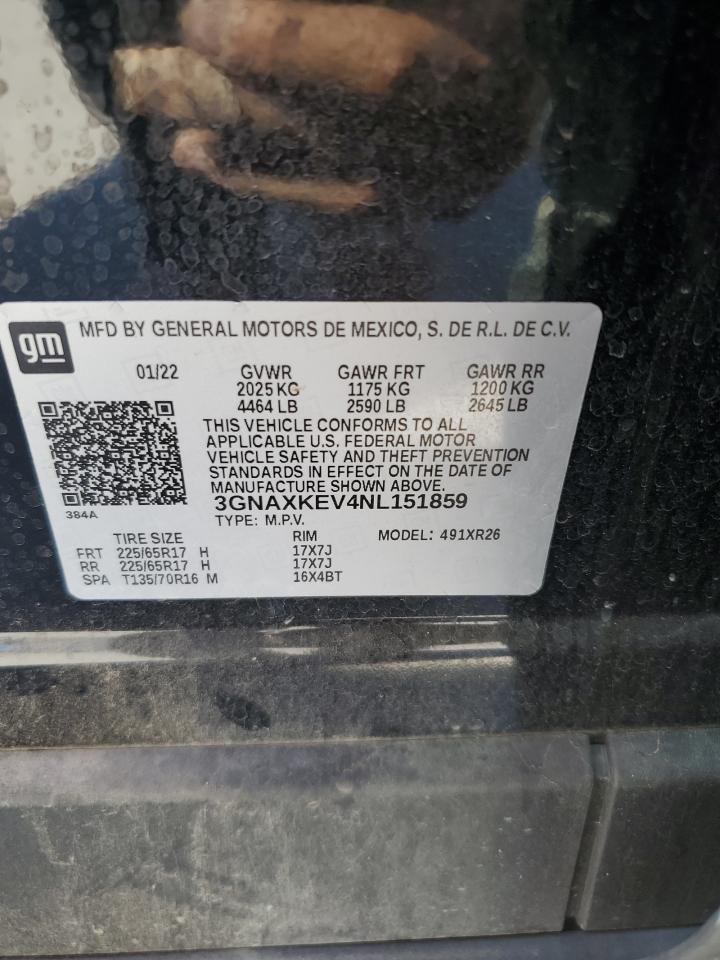 gm MFD BY GENERAL MOTORS DE MEXICO, S. DE R.L. DE C.V.
01/22 GVWR GAWR FRT GAWR RR
2025 KG 1175 KG 1200 KG
4464 LB 2590 LB 2645 LB
THIS VEHICLE CONFORMS TO ALL
APPLICABLE U.S. FEDERAL MOTOR
VEHICLE SAFETY AND THEFT PREVENTION
STANDARDS IN EFFECT ON THE DATE OF
MANUFACTURE SHOWN ABOVE.
3GNAXKEV4NL151859
384A
TYPE: M.P.V.
TIRE SIZE RIM MODEL: 491XR26
FRT 225/65R17 H 17X7J
RR 225/65R17 H 17X7J
SPA T135/70R16 M 16X4BT